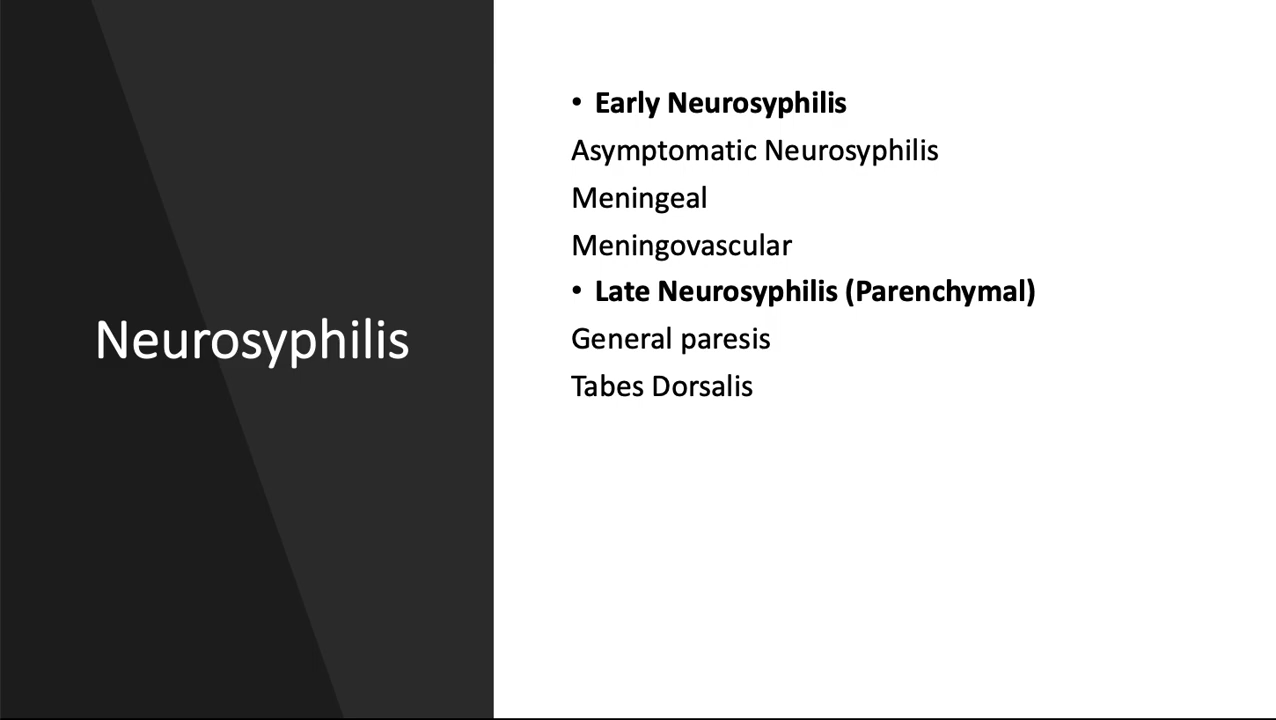 Neurosyphilis
• Early Neurosyphilis
Asymptomatic Neurosyphilis
Meningeal
Meningovascular
• Late Neurosyphilis (Parenchymal)
General paresis
Tabes Dorsalis